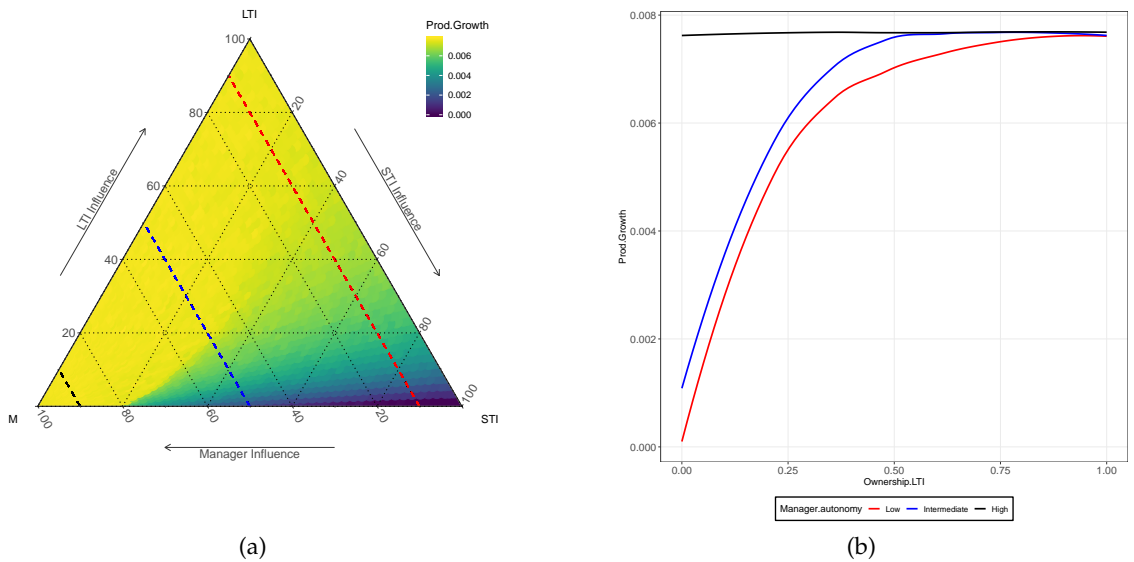 LTI
Prod.Growth
0.006
0.004
0.002
0.000
100
80
60
40
20
20
40
60
80
100
100
80
60
40
20
LTI Influence
STI Influence
M
STI
Manager Influence
(a)
0.008
0.006
0.004
0.002
0.000
Prod.Growth
0.00 0.25 0.50 0.75 1.00
Ownership.LTI
Manager.autonomy Low Intermediate High
(b)